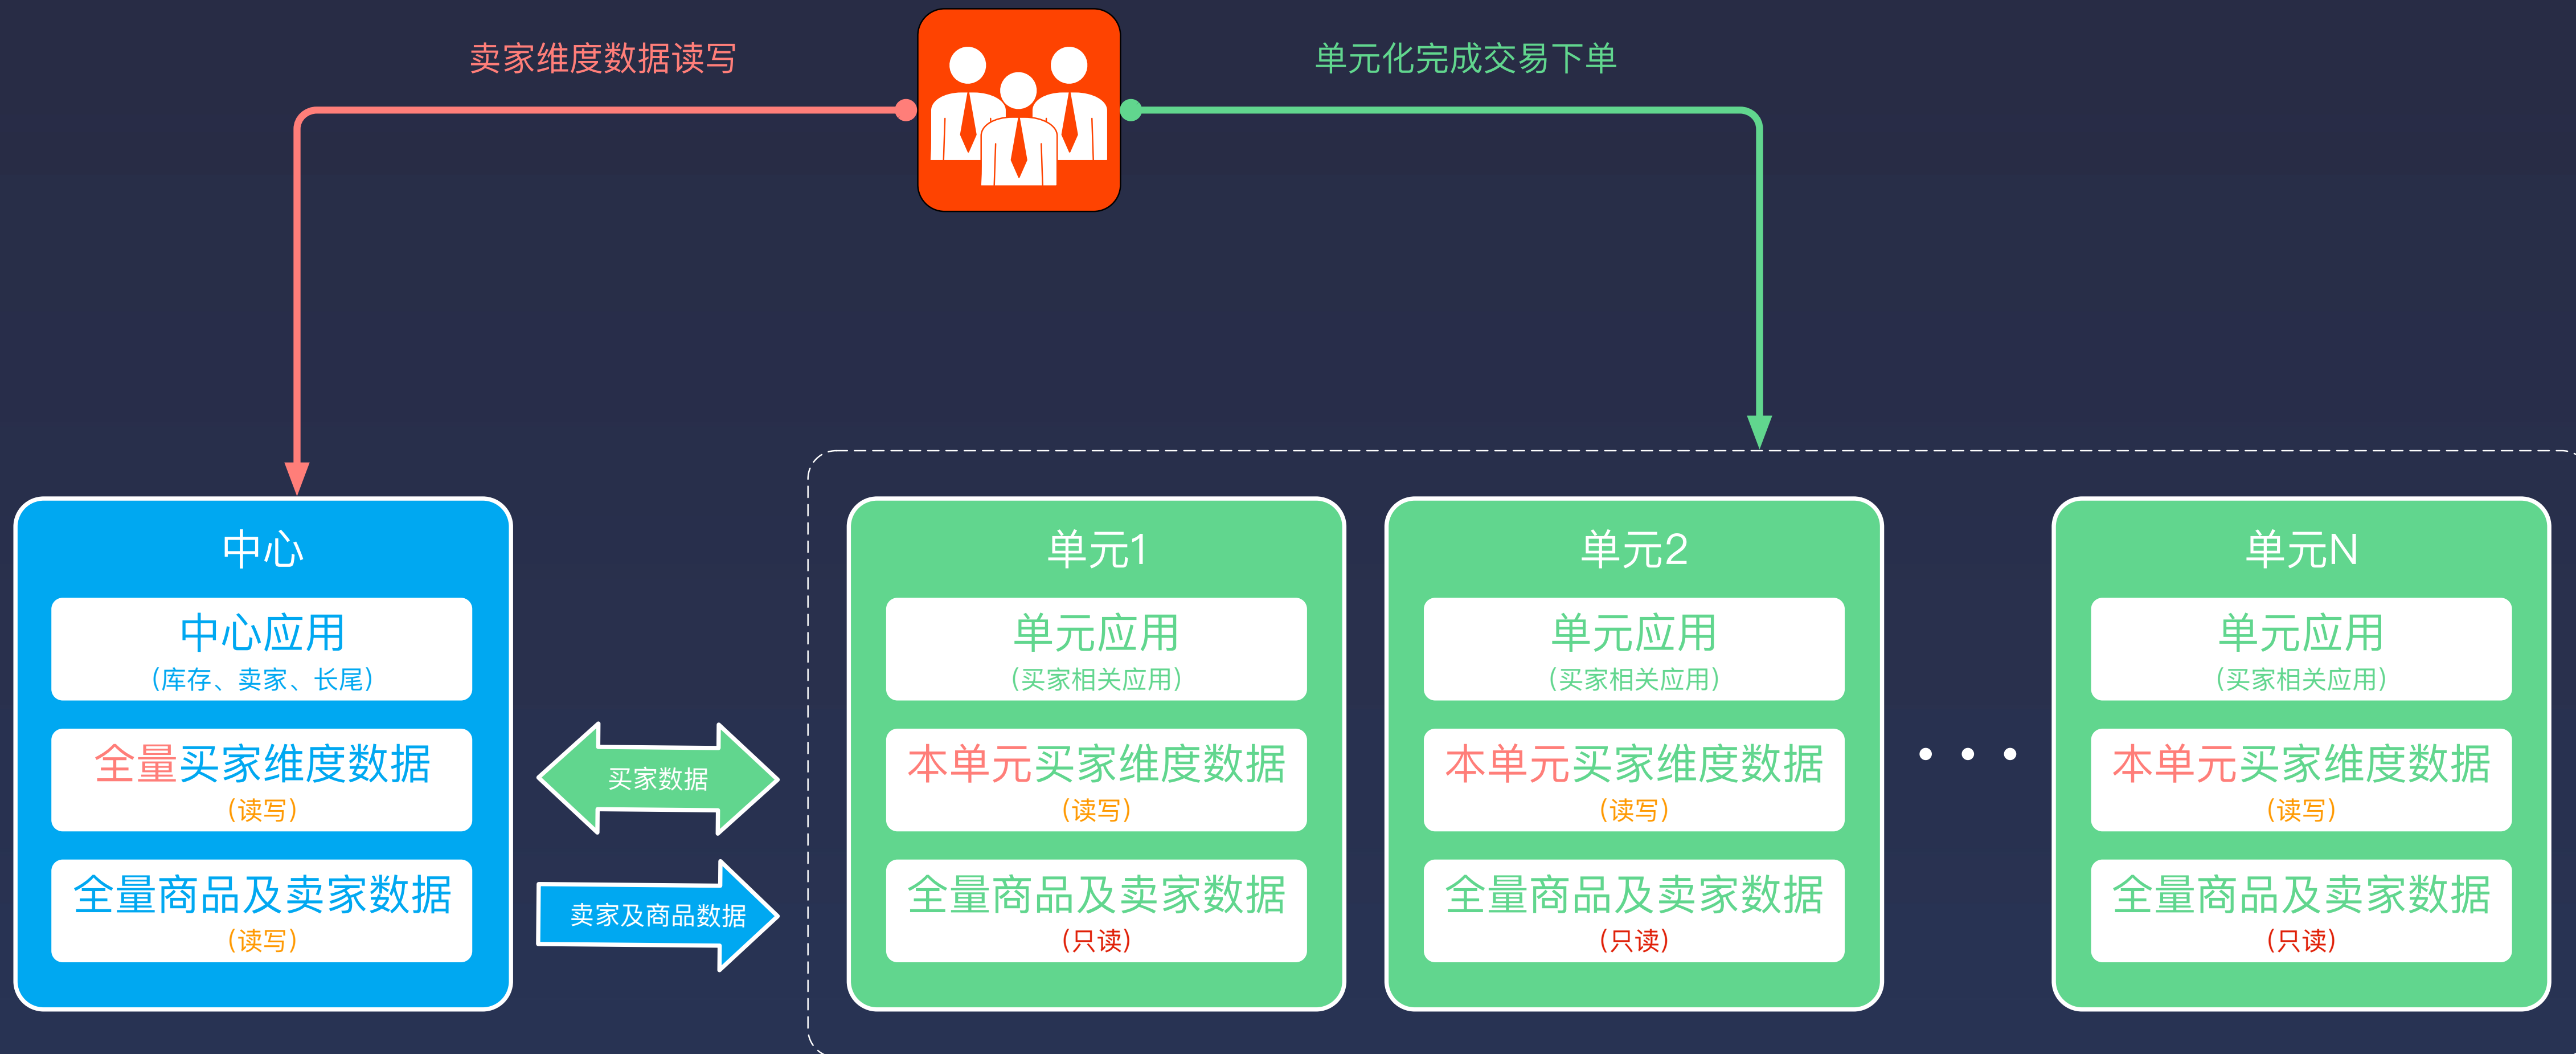 卖家维度数据读写
单元化完成交易下单
中心
中心应用
(库存、卖家、长尾)
全量买家维度数据
(读写)
全量商品及卖家数据
(读写)
买家数据
卖家及商品数据
单元1
单元应用
(买家相关应用)
本单元买家维度数据
(读写)
全量商品及卖家数据
(只读)
单元2
单元应用
(买家相关应用)
本单元买家维度数据
(读写)
全量商品及卖家数据
(只读)
单元N
单元应用
(买家相关应用)
本单元买家维度数据
(读写)
全量商品及卖家数据
(只读)